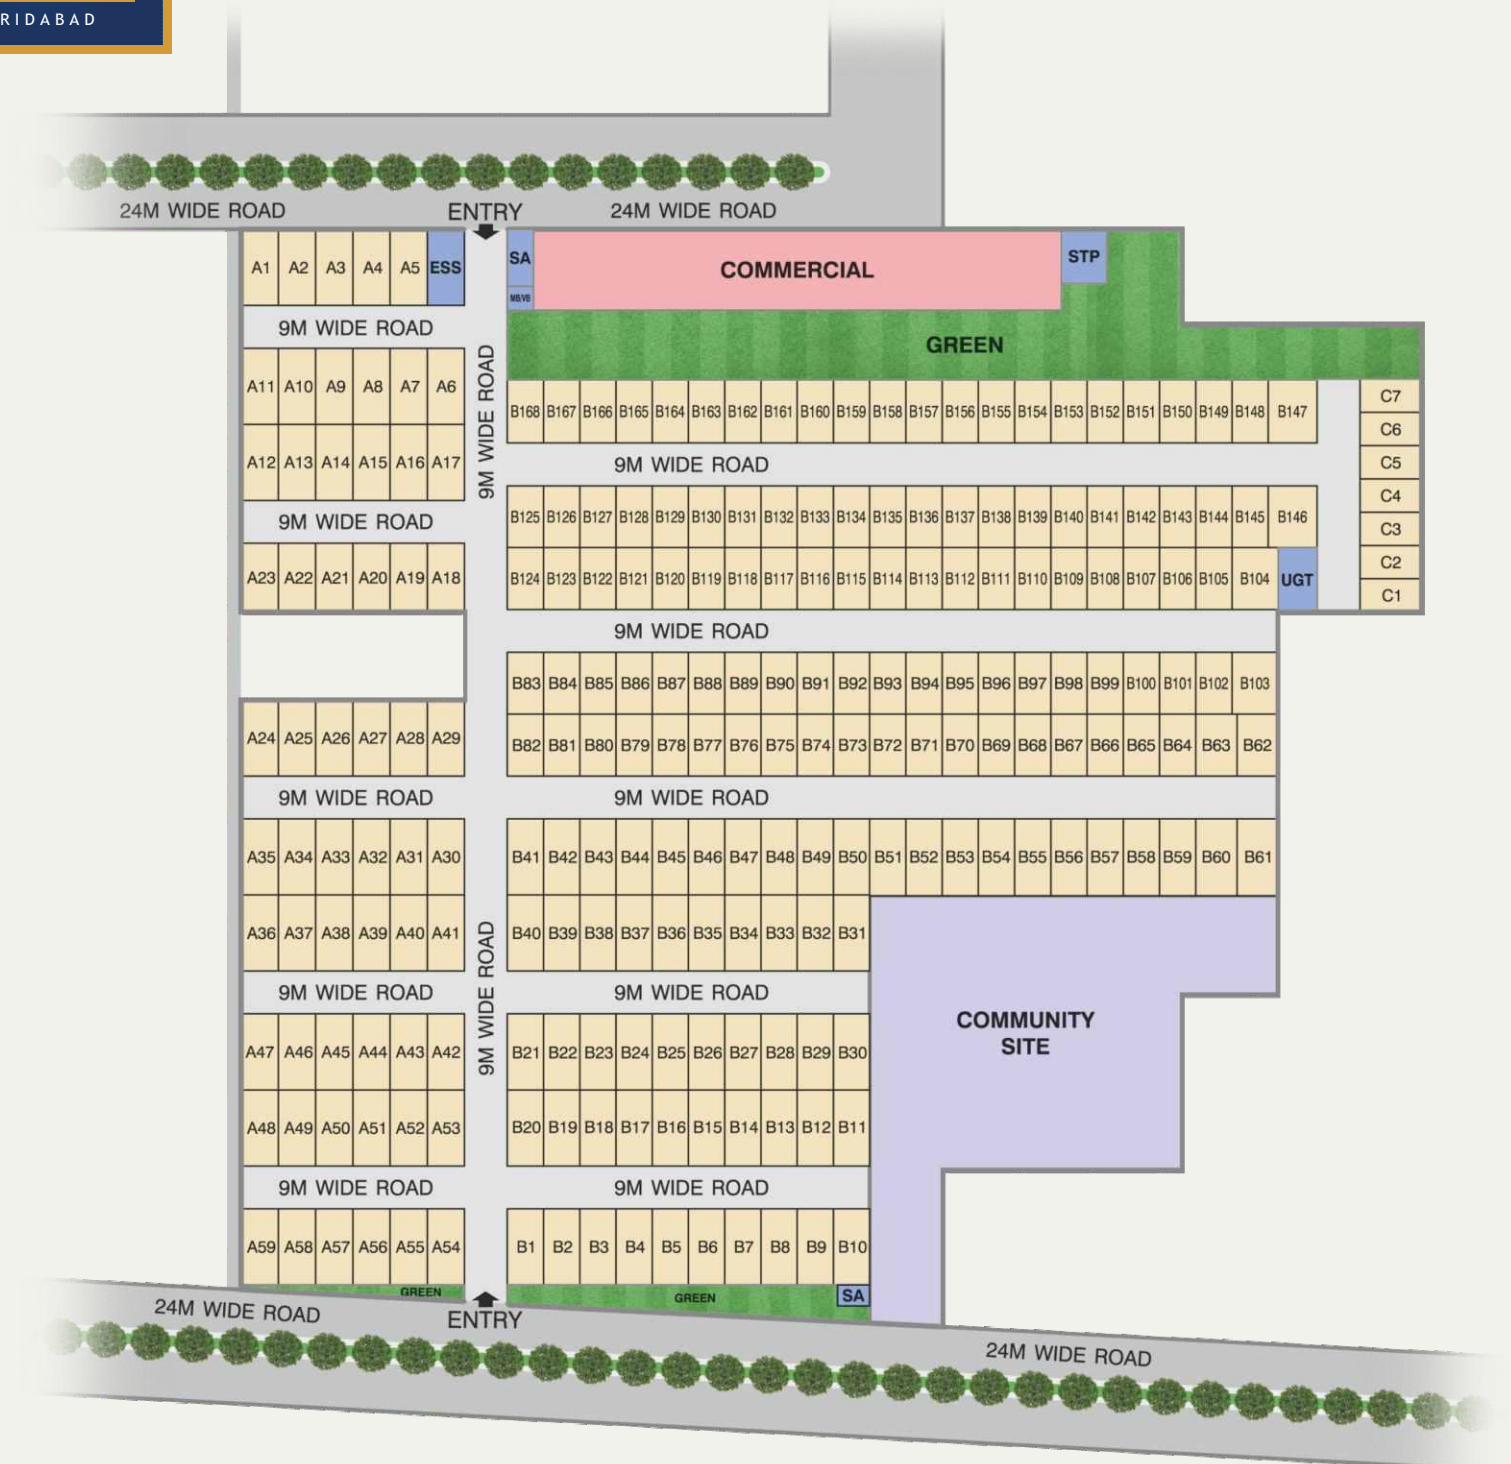 RIDABAD
24M WIDE ROAD ENTRY 24M WIDE ROAD
A1 A2 A3 A4 A5 ESS
SA COMMERCIAL STP
MB/VB
9M WIDE ROAD
GREEN
A11 A10 A9 A8 A7 A6
9M WIDE ROAD
B168 B167 B166 B165 B164 B163 B162 B161 B160 B159 B158 B157 B156 B155 B154 B153 B152 B151 B150 B149 B148 B147
C7
C6
C5
C4
C3
C2
C1
A12 A13 A14 A15 A16 A17
9M WIDE ROAD
9M WIDE ROAD
B125 B126 B127 B128 B129 B130 B131 B132 B133 B134 B135 B136 B137 B138 B139 B140 B141 B142 B143 B144 B145 B146
A23 A22 A21 A20 A19 A18
B124 B123 B122 B121 B120 B119 B118 B117 B116 B115 B114 B113 B112 B111 B110 B109 B108 B107 B106 B105 B104 UGT
9M WIDE ROAD
B83 B84 B85 B86 B87 B88 B89 B90 B91 B92 B93 B94 B95 B96 B97 B98 B99 B100 B101 B102 B103
A24 A25 A26 A27 A28 A29
B82 B81 B80 B79 B78 B77 B76 B75 B74 B73 B72 B71 B70 B69 B68 B67 B66 B65 B64 B63 B62
9M WIDE ROAD 9M WIDE ROAD
A35 A34 A33 A32 A31 A30
B41 B42 B43 B44 B45 B46 B47 B48 B49 B50 B51 B52 B53 B54 B55 B56 B57 B58 B59 B60 B61
A36 A37 A38 A39 A40 A41
B40 B39 B38 B37 B36 B35 B34 B33 B32 B31
9M WIDE ROAD
9M WIDE ROAD 9M WIDE ROAD
COMMUNITY
SITE
A47 A46 A45 A44 A43 A42
B21 B22 B23 B24 B25 B26 B27 B28 B29 B30
A48 A49 A50 A51 A52 A53
B20 B19 B18 B17 B16 B15 B14 B13 B12 B11
9M WIDE ROAD 9M WIDE ROAD
A59 A58 A57 A56 A55 A54
B1 B2 B3 B4 B5 B6 B7 B8 B9 B10
GREEN GREEN SA
24M WIDE ROAD ENTRY
24M WIDE ROAD